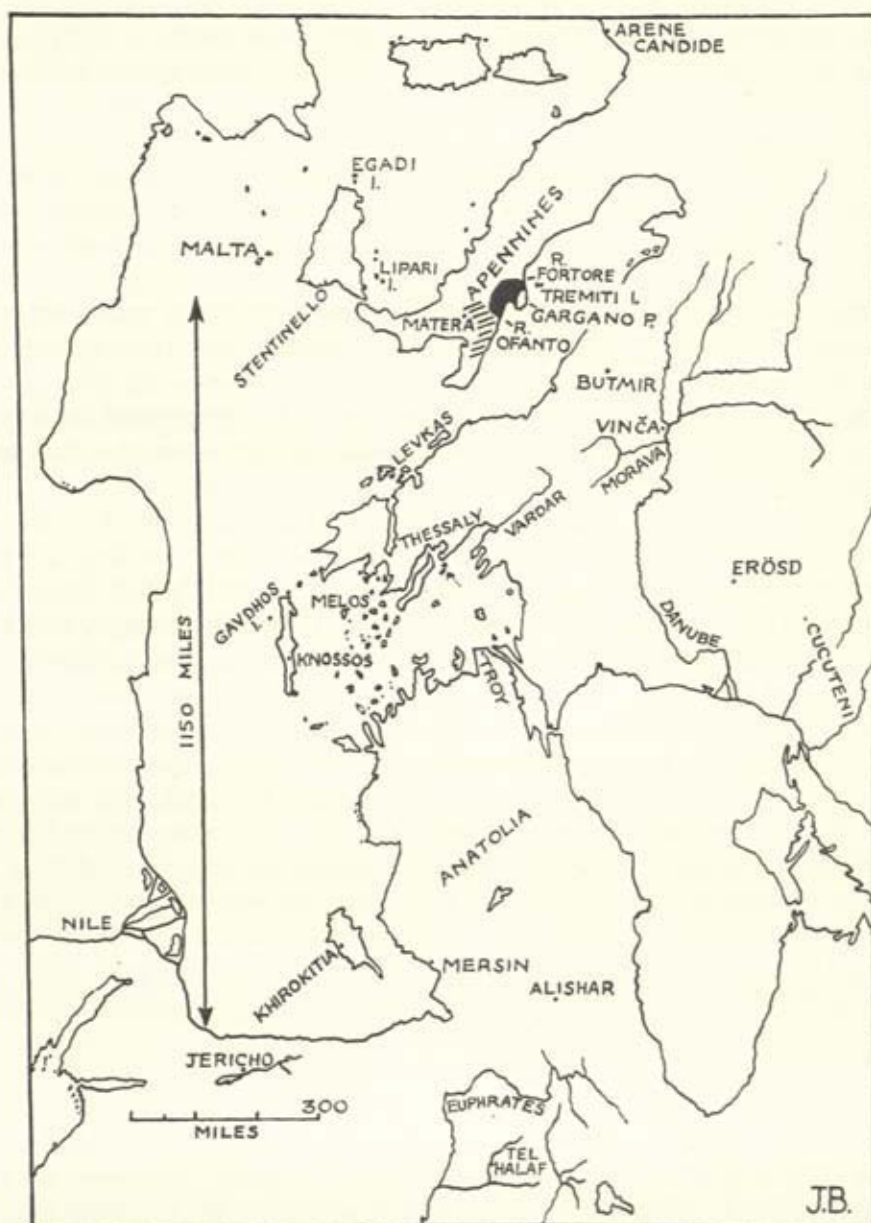 ARENE
CANDIDE
EGADI
I.
MALTA
LIPARI
I.
APENNINES
R.
FORTORE
TREMITI I.
GARGANO P.
MATERA
R.
OFANTO
STENTINELLO
BUTMIR
VINČA
MORAVA
LEVKAS
THESSALY
VARDAR
ERÖSD
GAVDHOS
I.
MELOS
KNOSSOS
DANUBE
CUCUTENI
TROY
1150 MILES
ANATOLIA
NILE
KHIROKITIA
MERSIN
ALISHAR
JERICHO
300
MILES
EUPHRATES
TEL
HALAF
J.B.